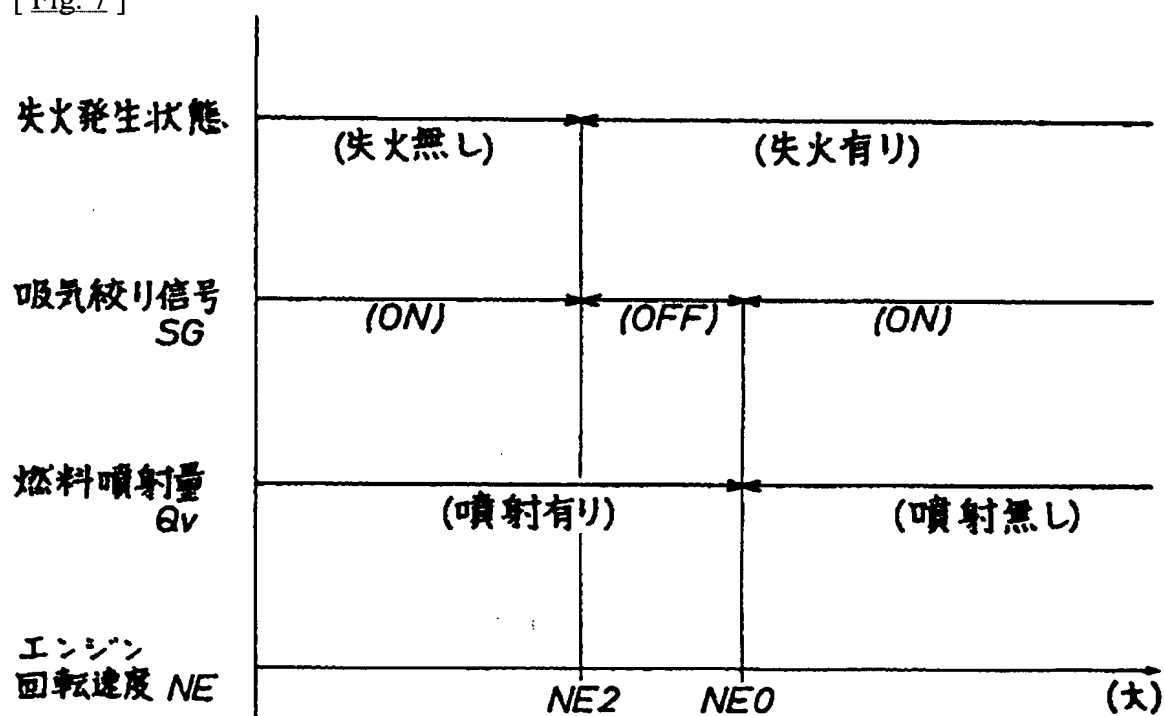 [ Fig. 7 ]
失火発生状態
(失火無し) (失火有り)
吸気絞り信号
SG
(ON) (OFF) (ON)
燃料噴射量
Qv
(噴射有り) (噴射無し)
エンジン
回転速度 NE
NE2 NE0 (大)